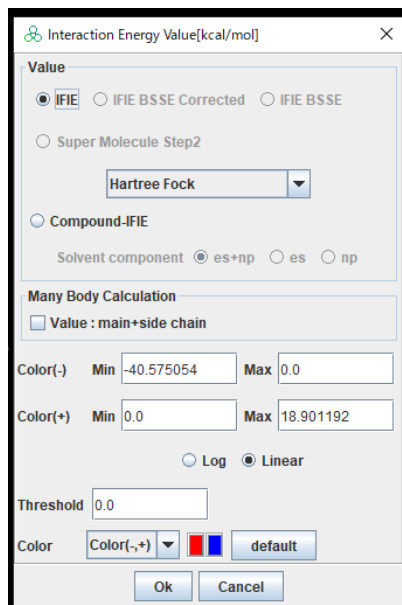 Interaction Energy Value[kcal/mol]
Value
IFIE IFIE BSSE Corrected IFIE BSSE
Super Molecule Step2
Hartree Fock
Compound-IFIE
Solvent component es+np es np
Many Body Calculation
Value : main+side chain
Color(-) Min -40.575054 Max 0.0
Color(+) Min 0.0 Max 18.901192
Log Linear
Threshold 0.0
Color Color(-,+) default
Ok Cancel